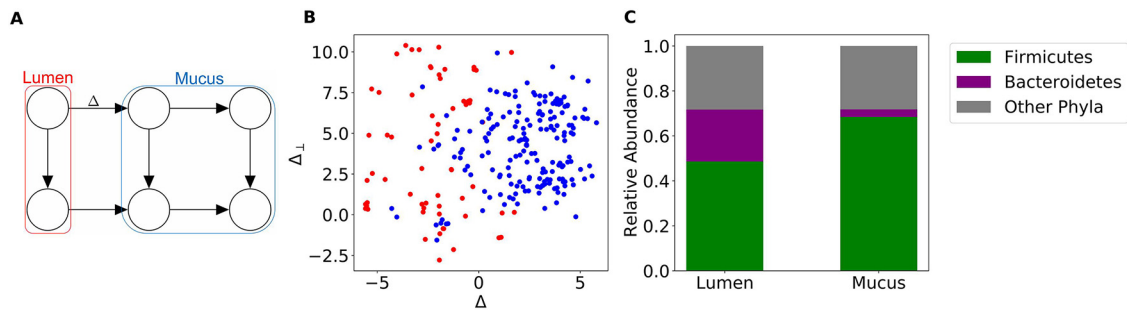 A
Lumen
Mucus
Δ
B
Δ⊥
10.0
7.5
5.0
2.5
0.0
−2.5
−5
0
5
Δ
C
Relative Abundance
1.0
0.8
0.6
0.4
0.2
0.0
Lumen
Mucus
Firmicutes
Bacteroidetes
Other Phyla